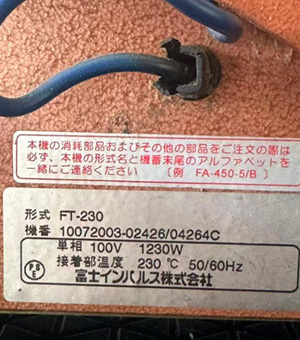 本機の消耗部品およびその他の部品をご注文の際は
必ず、本機の形式名と機番末尾のアルファベットを
一緒にご連絡ください 〔例 FA-450-5/B 〕
形式 FT-230
機番 10072003-02426/04264C
単相 100V 1230W
接着部温度 230 ℃ 50/60Hz
富士インパルス株式会社
P
S
E